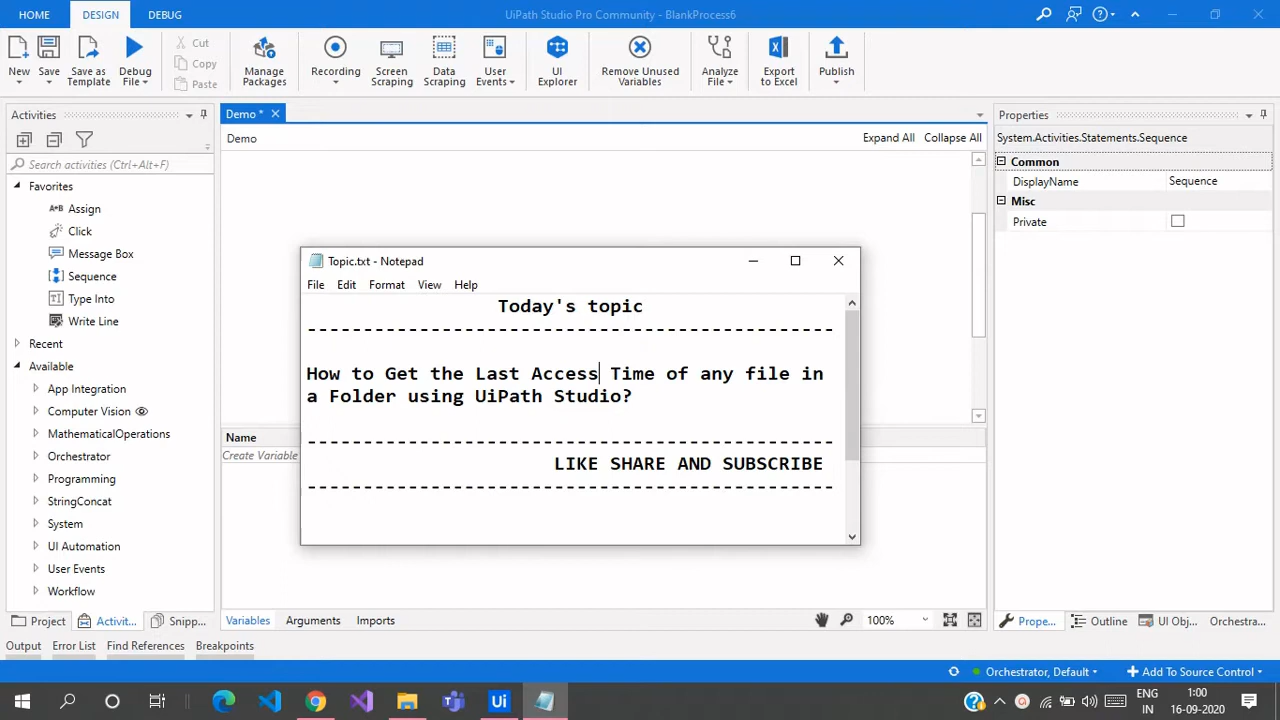 HOME DESIGN DEBUG UiPath Studio Pro Community - BlankProcess6
New Save Save as Template Debug File Cut Copy Paste Manage Packages Recording Screen Scraping Data Scraping User Events UI Explorer Remove Unused Variables Analyze File Export to Excel Publish
Activities
Search activities (Ctrl+Alt+F)
Favorites
Assign
Click
Message Box
Sequence
Type Into
Write Line
Recent
Available
App Integration
Computer Vision
MathematicalOperations
Orchestrator
Programming
StringConcat
System
UI Automation
User Events
Workflow
Project Activit... Snipp...
Demo *
Demo Expand All Collapse All
Topic.txt - Notepad
File Edit Format View Help
Today's topic
-----------------------------------------------
How to Get the Last Access Time of any file in
a Folder using UiPath Studio?
-----------------------------------------------
LIKE SHARE AND SUBSCRIBE
-----------------------------------------------
Name
Create Variable
Variables Arguments Imports 100%
Properties
System.Activities.Statements.Sequence
Common
DisplayName Sequence
Misc
Private
Prope... Outline UI Obj... Orchestra...
Output Error List Find References Breakpoints
Orchestrator, Default Add To Source Control
Ui
ENG
IN
1:00
16-09-2020